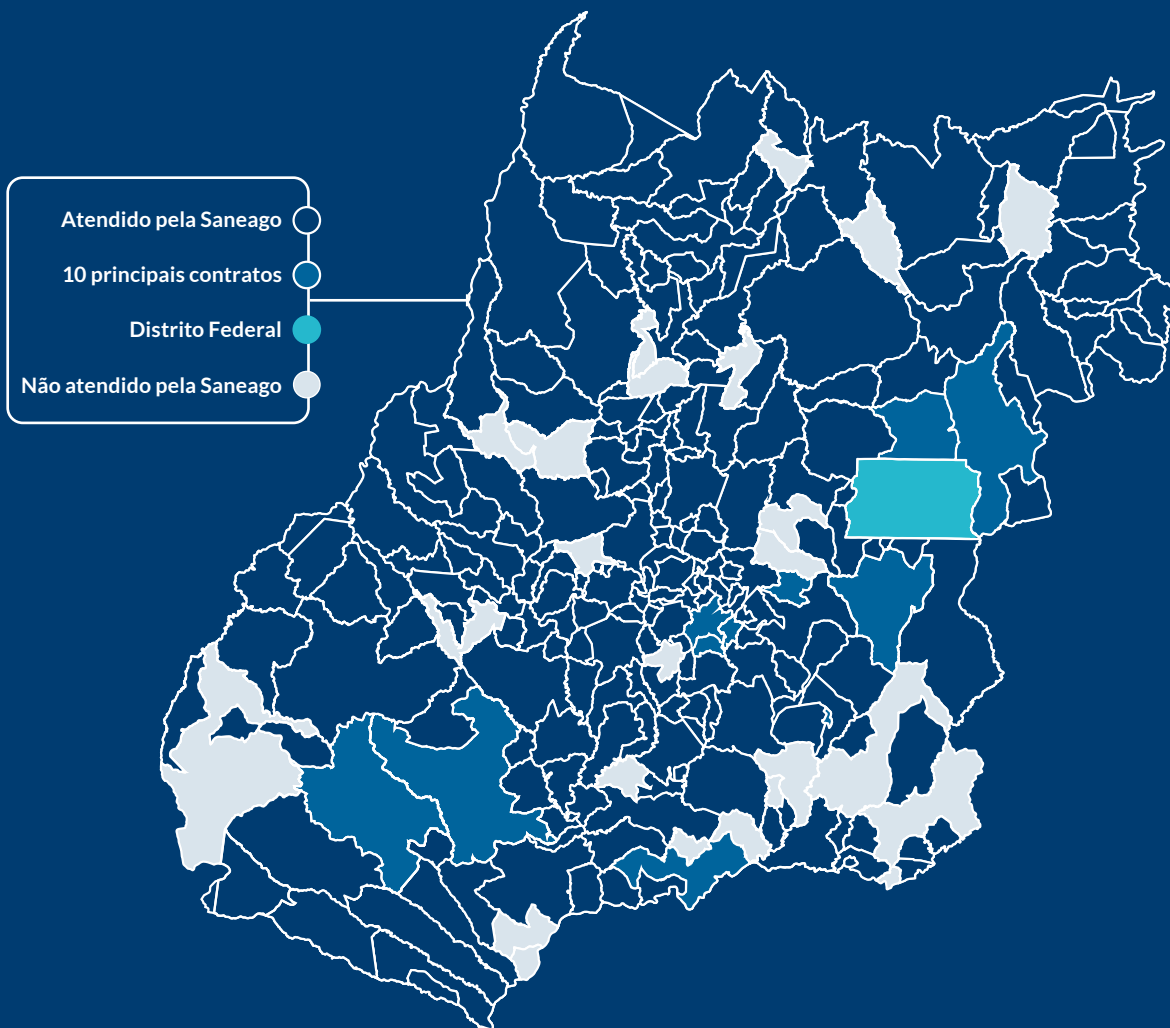 Atendido pela Saneago
10 principais contratos
Distrito Federal
Não atendido pela Saneago